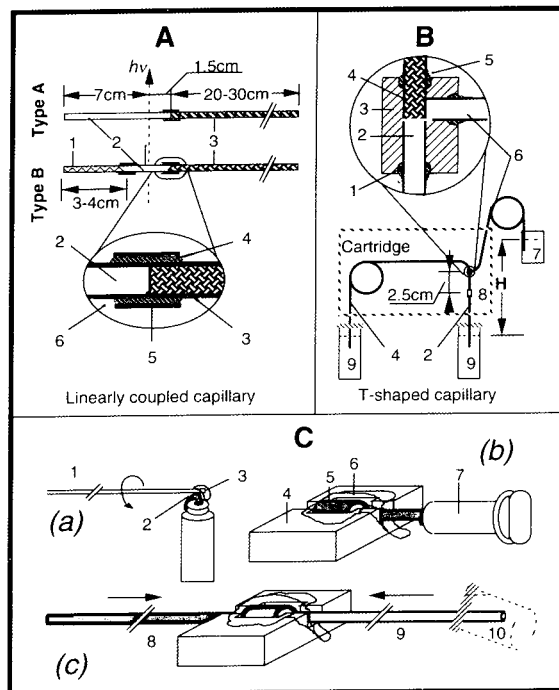 A
hν
1.5cm
7cm
20-30cm
Type A
1
2
3
Type B
3-4cm
2
4
3
6
5
Linearly coupled capillary
B
5
4
3
2
1
6
Cartridge
7
H
2.5cm
8
9
4
2
9
T-shaped capillary
C
1
3
(a)
2
(b)
6
5
4
7
8
9
10
(c)